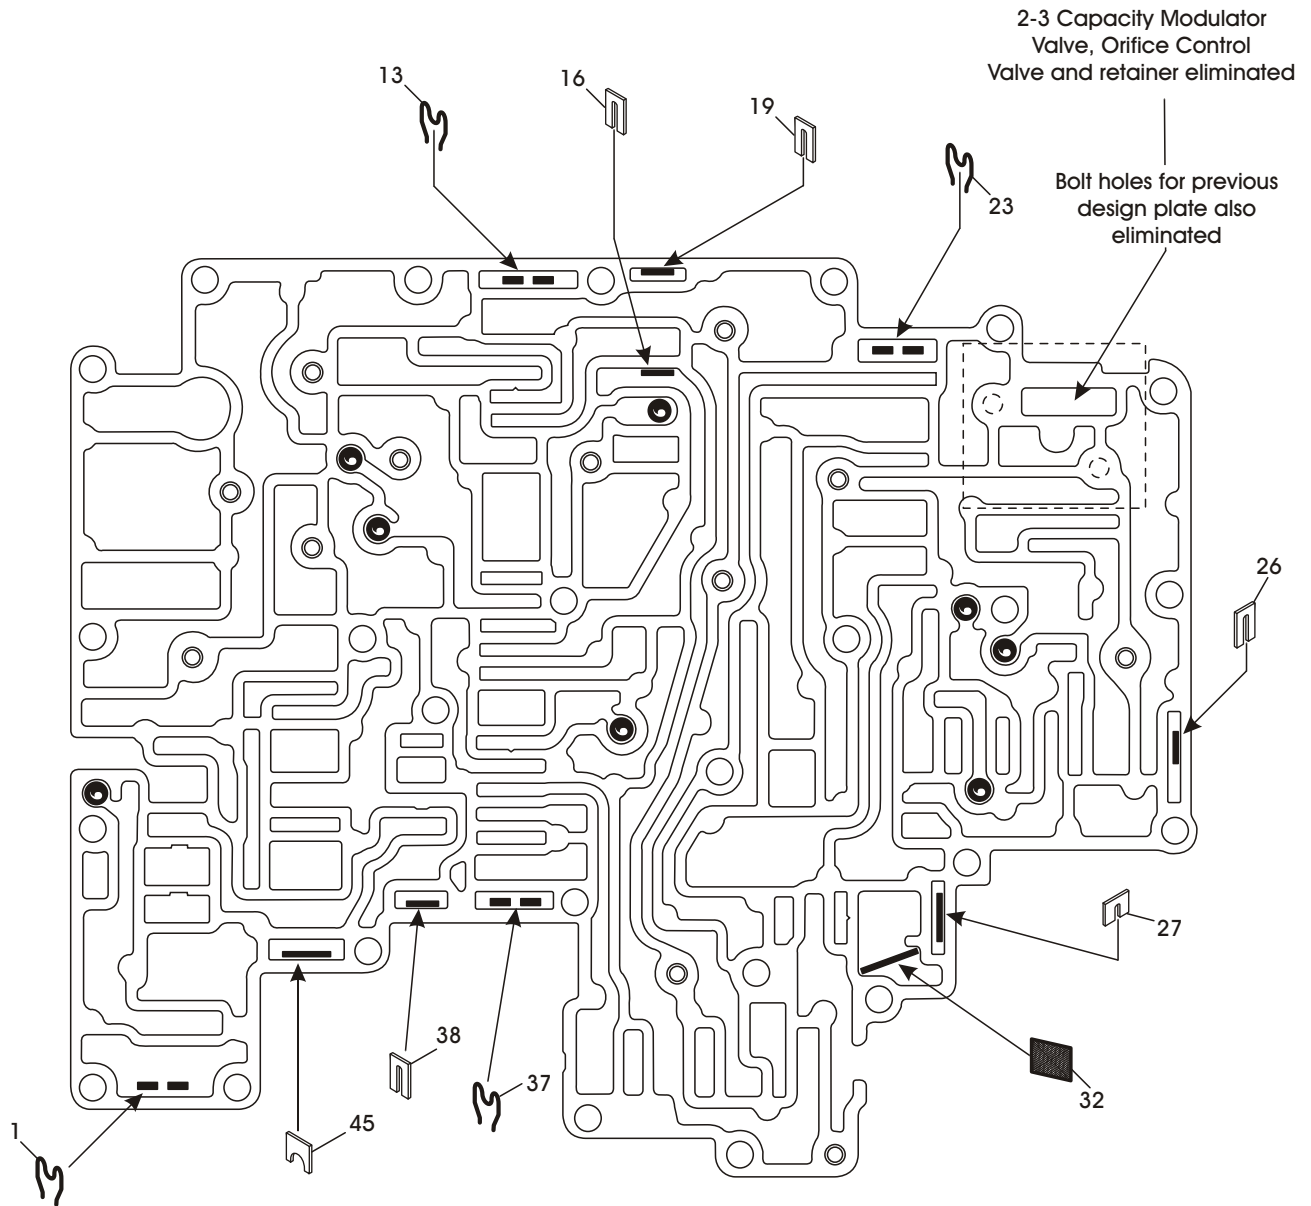 2-3 Capacity Modulator
Valve, Orifice Control
Valve and retainer eliminated
13
16
19
23
Bolt holes for previous
design plate also
eliminated
26
27
38
37
32
1
45